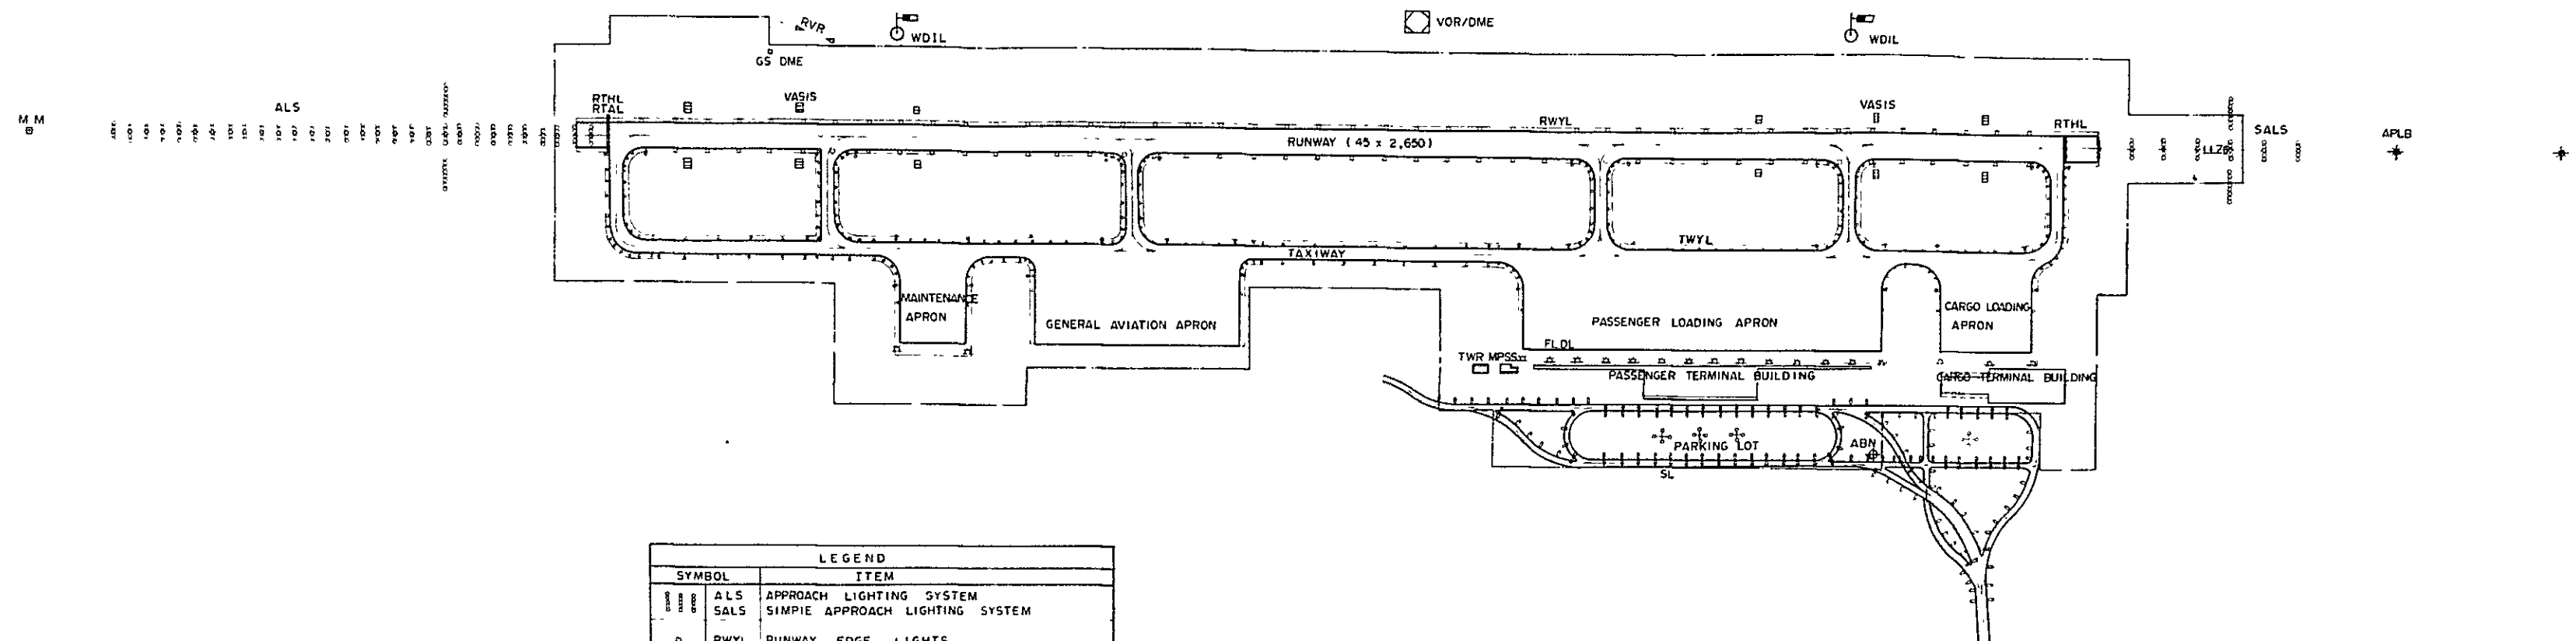 RVR
WDIL
VOR/DME
WDIL
GS DME
ALS
RTHL
RTAL
VASIS
VASIS
M M
RWYL
RTHL
SALS
APLB
RUNWAY ( 45 x 2,650)
LLZ
TWYL
TAXIWAY
MAINTENANCE
APRON
GENERAL AVIATION APRON
PASSENGER LOADING APRON
CARGO LOADING
APRON
FLDL
TWR MPSS
PASSENGER TERMINAL BUILDING
CARGO TERMINAL BUILDING
PARKING LOT
ABN
SL
LEGEND
SYMBOL ITEM
ALS APPROACH LIGHTING SYSTEM
SALS SIMPIE APPROACH LIGHTING SYSTEM
RWYL RUNWAY EDGE LIGHTS